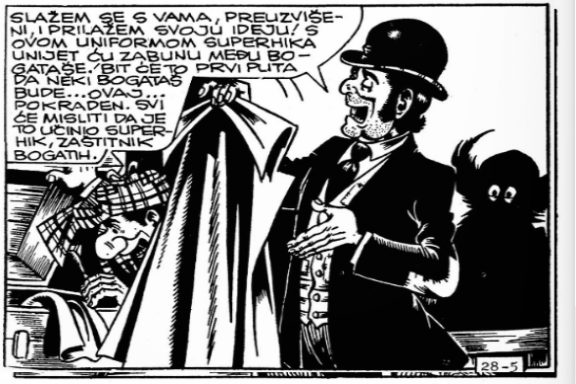 SLAŽEM SE S VAMA, PREUZVIŠE-
NI, I PRILAŽEM SVOJU IDEJU! S
OVOM UNIFORMOM SUPERHIKA
UNIJET ĆU ZABUNU MEĐU BO-
GATAŠE. BIT ĆE TO PRVI PUTA
DA NEKI BOGATAŠ
BUDE...OVAJ...
POKRADEN. SVI
ĆE MISLITI DA JE
TO UČINIO SUPER-
HIK, ZAŠTITNIK
BOGATIH.
28-5